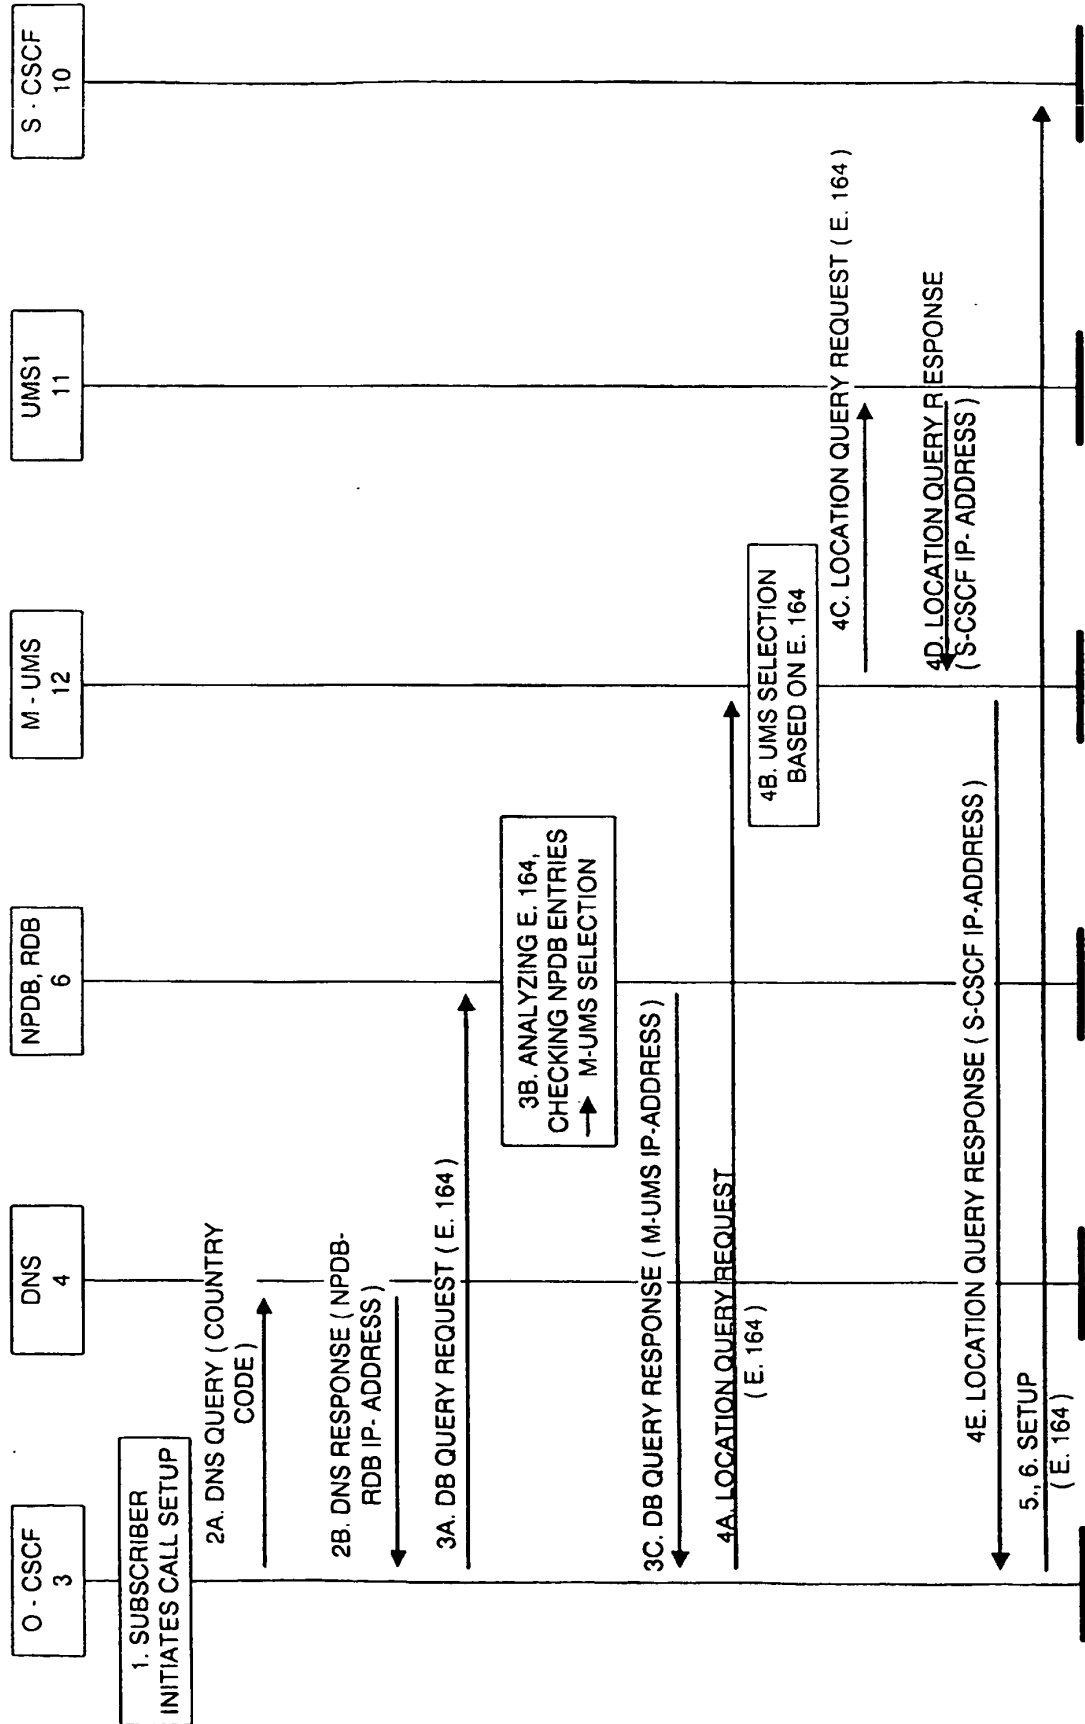 O - CSCF
3
DNS
4
NPDB, RDB
6
M - UMS
12
UMS1
11
S - CSCF
10
1. SUBSCRIBER
INITIATES CALL SETUP
2A. DNS QUERY ( COUNTRY
CODE )
2B. DNS RESPONSE ( NPDB-
RDB IP- ADDRESS )
3A. DB QUERY REQUEST ( E. 164 )
3B. ANALYZING E. 164,
CHECKING NPDB ENTRIES
→ M-UMS SELECTION
3C. DB QUERY RESPONSE ( M-UMS IP-ADDRESS )
4A. LOCATION QUERY REQUEST
( E. 164 )
4B. UMS SELECTION
BASED ON E. 164
4C. LOCATION QUERY REQUEST ( E. 164 )
4D. LOCATION QUERY RESPONSE
( S-CSCF IP- ADDRESS )
4E. LOCATION QUERY RESPONSE ( S-CSCF IP-ADDRESS )
5., 6. SETUP
( E. 164 )